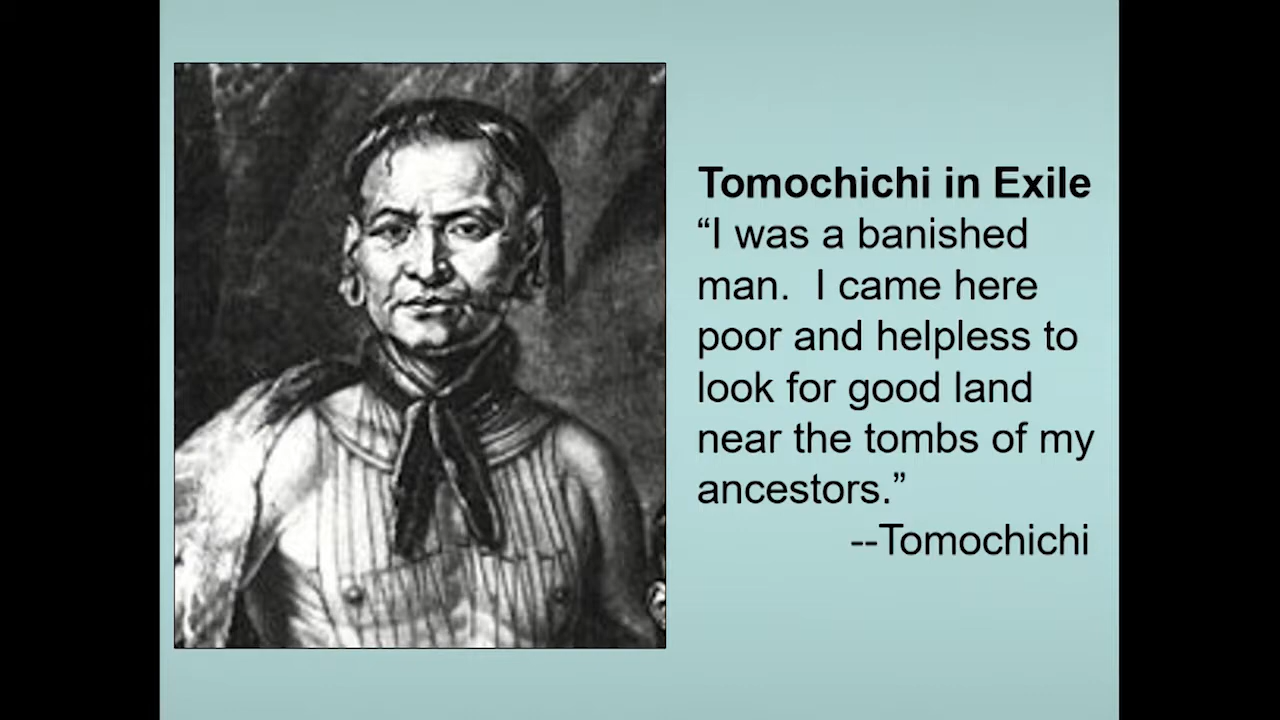 Tomochichi in Exile
“I was a banished
man.  I came here
poor and helpless to
look for good land
near the tombs of my
ancestors.”
--Tomochichi